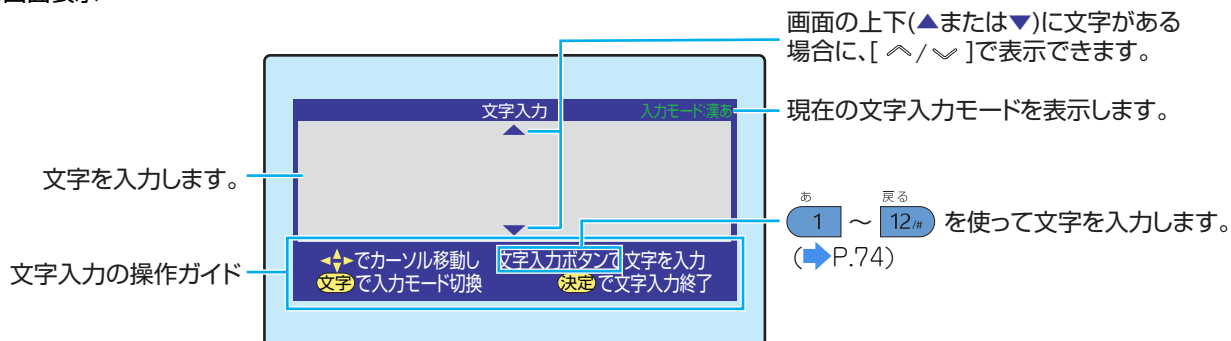 画面の上下(▲または▼)に文字がある
場合に、[ ︿ / ﹀ ]で表示できます。
文字入力
入力モード:漢あ
現在の文字入力モードを表示します。
文字を入力します。
あ 戻る
1 ～ 12/# を使って文字を入力します。
(➡P.74)
文字入力の操作ガイド
でカーソル移動し 文字入力ボタンで文字を入力
文字で入力モード切換 決定で文字入力終了